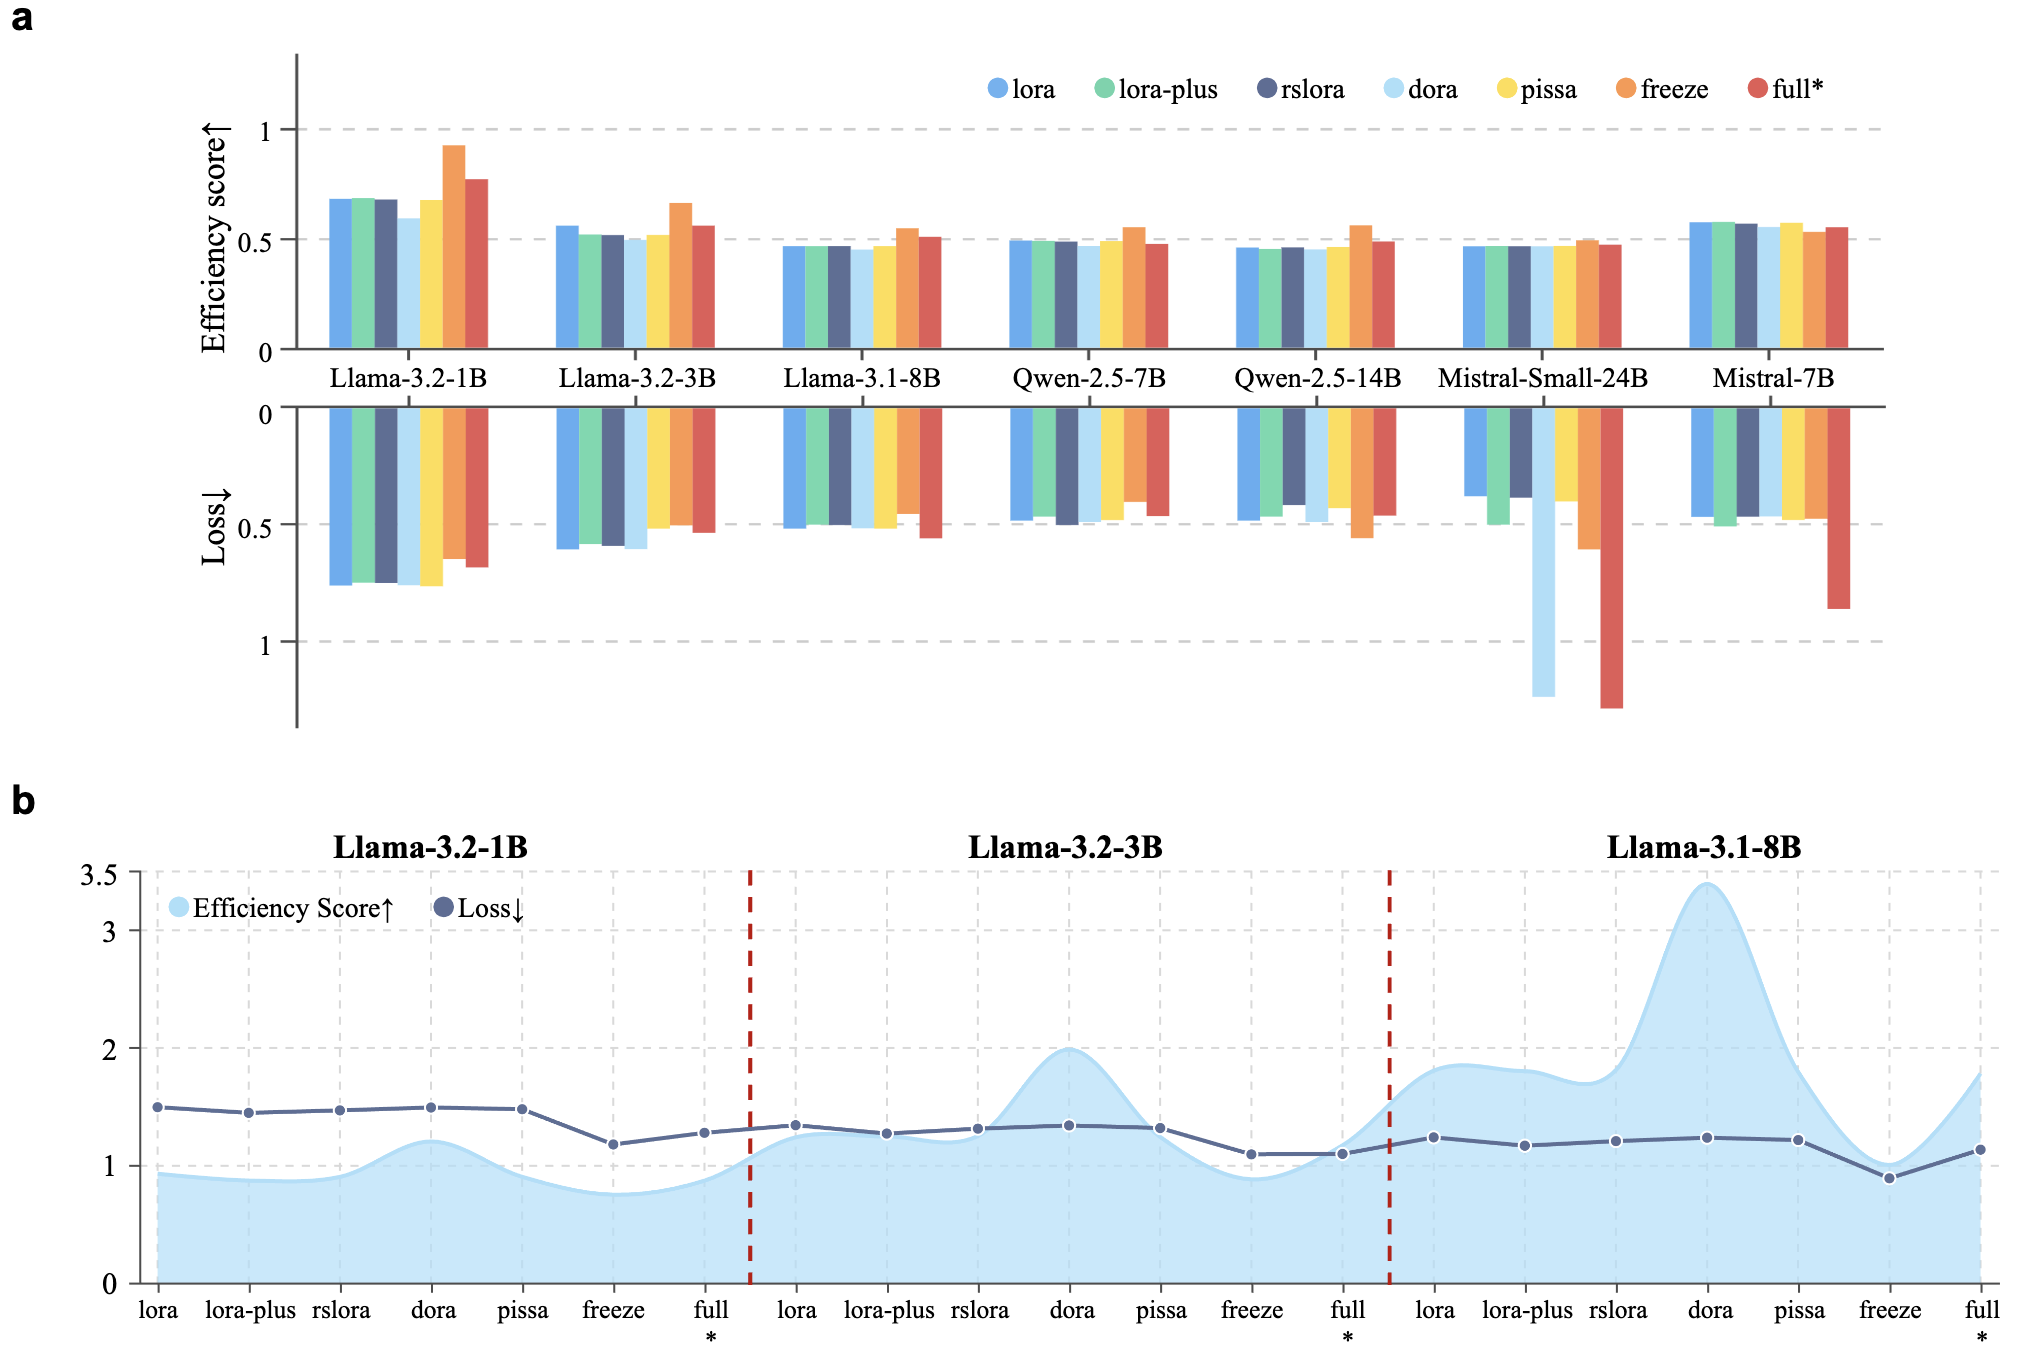 a
lora lora-plus rslora dora pissa freeze full*
Efficiency score↑
1
0.5
0
Llama-3.2-1B Llama-3.2-3B Llama-3.1-8B Qwen-2.5-7B Qwen-2.5-14B Mistral-Small-24B Mistral-7B
0
Loss↓
0.5
1
b
Llama-3.2-1B Llama-3.2-3B Llama-3.1-8B
3.5
Efficiency Score↑ Loss↓
3
2
1
0
lora lora-plus rslora dora pissa freeze full lora lora-plus rslora dora pissa freeze full lora lora-plus rslora dora pissa freeze full
* * *